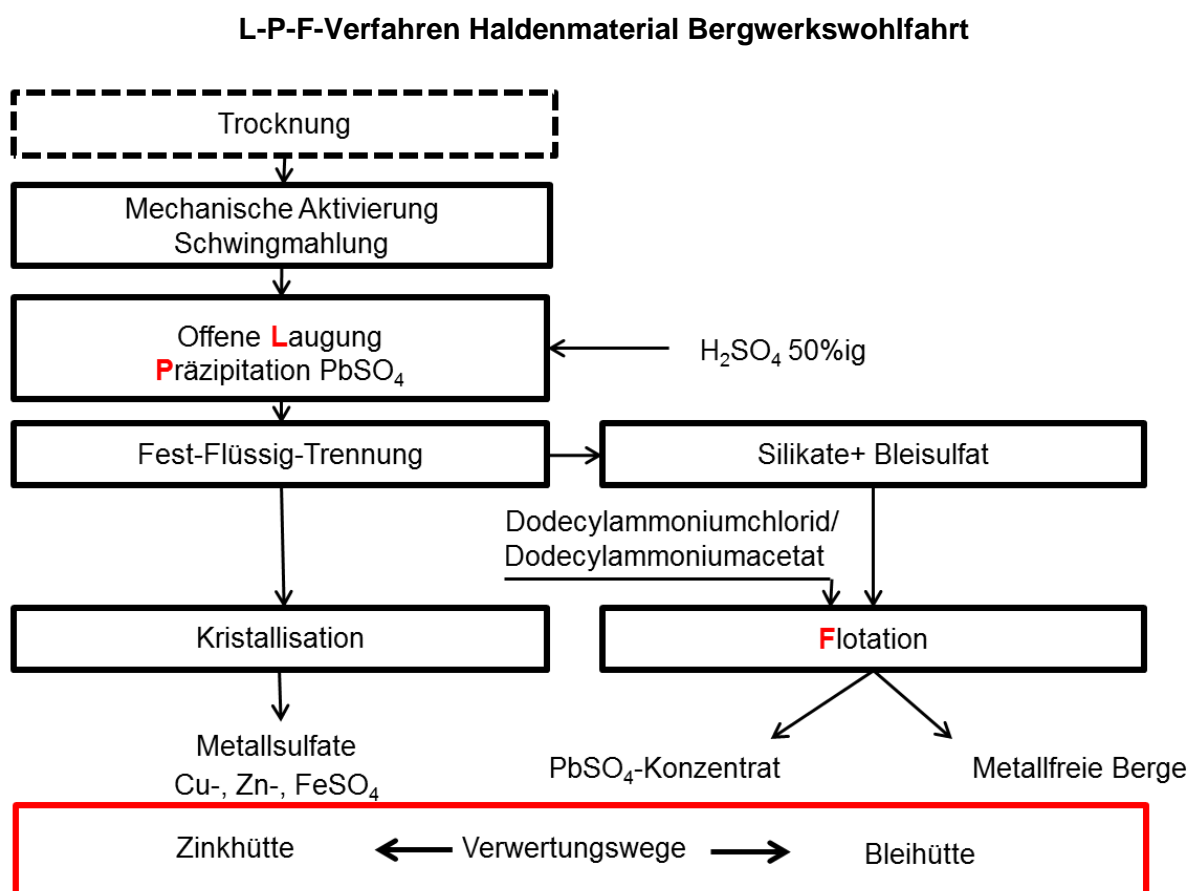 L-P-F-Verfahren Haldenmaterial Bergwerkswohlfahrt
Trocknung
Mechanische Aktivierung
Schwingmahlung
Offene Laugung
Präzipitation PbSO₄
H₂SO₄ 50%ig
Fest-Flüssig-Trennung
Silikate+ Bleisulfat
Dodecylammoniumchlorid/
Dodecylammoniumacetat
Kristallisation
Flotation
Metallsulfate
Cu-, Zn-, FeSO₄
PbSO₄-Konzentrat
Metallfreie Berge
Zinkhütte
Verwertungswege
Bleihütte